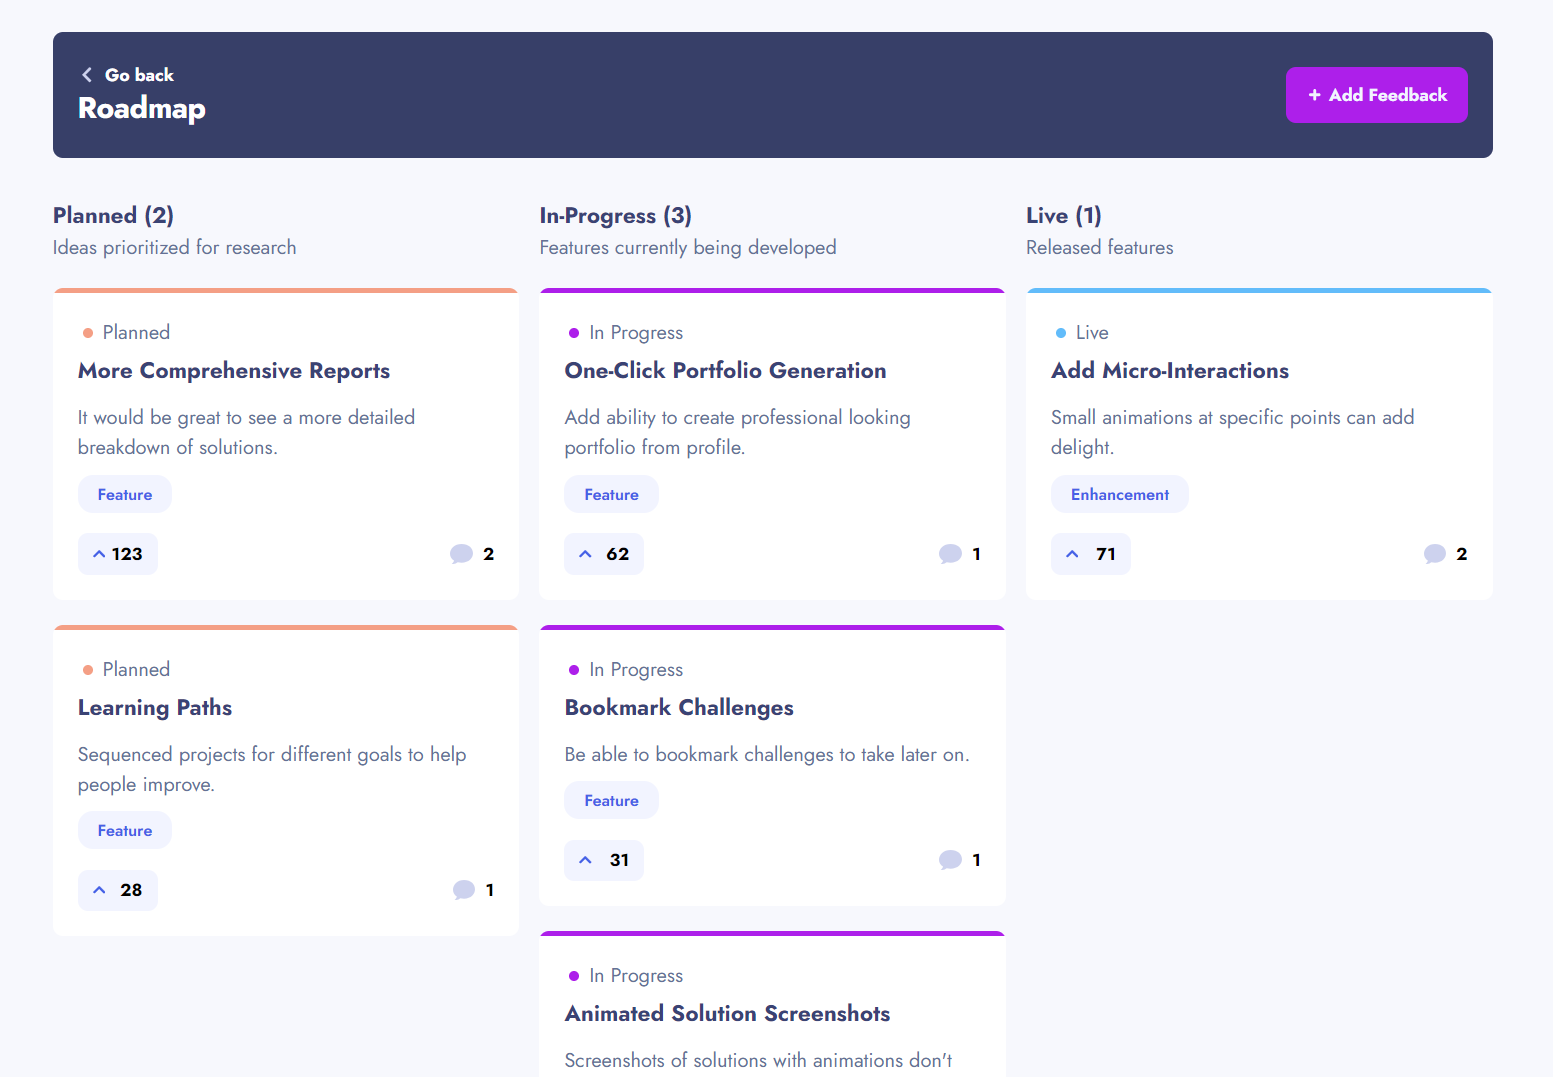 Go back
Roadmap
+ Add Feedback
Planned (2)
Ideas prioritized for research
Planned
More Comprehensive Reports
It would be great to see a more detailed
breakdown of solutions.
Feature
123
2
Planned
Learning Paths
Sequenced projects for different goals to help
people improve.
Feature
28
1
In-Progress (3)
Features currently being developed
In Progress
One-Click Portfolio Generation
Add ability to create professional looking
portfolio from profile.
Feature
62
1
In Progress
Bookmark Challenges
Be able to bookmark challenges to take later on.
Feature
31
1
In Progress
Animated Solution Screenshots
Screenshots of solutions with animations don't
Live (1)
Released features
Live
Add Micro-Interactions
Small animations at specific points can add
delight.
Enhancement
71
2